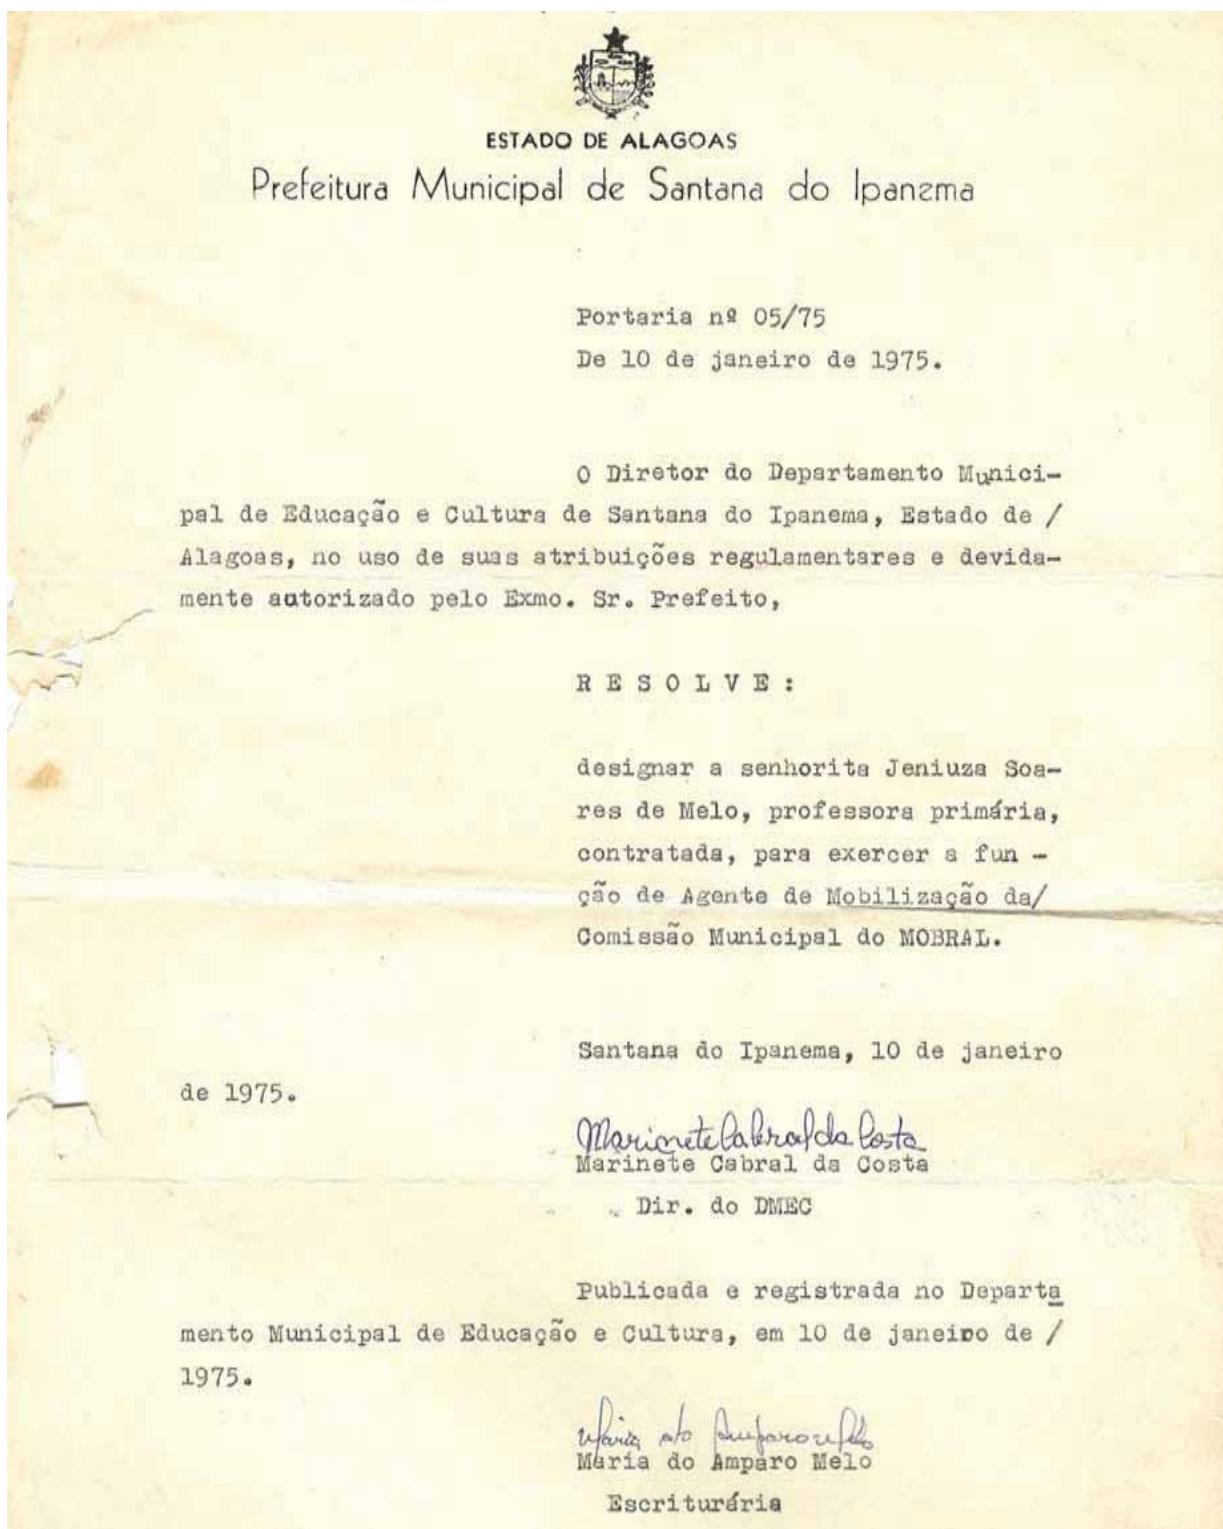 ESTADO DE ALAGOAS
Prefeitura Municipal de Santana do Ipanema
Portaria nº 05/75
De 10 de janeiro de 1975.
O Diretor do Departamento Munici-
pal de Educação e Cultura de Santana do Ipanema, Estado de /
Alagoas, no uso de suas atribuições regulamentares e devida-
mente autorizado pelo Exmo. Sr. Prefeito,
R E S O L V E :
designar a senhorita Jeniuza Soa-
res de Melo, professora primária,
contratada, para exercer a fun -
ção de Agente de Mobilização da/
Comissão Municipal do MOBRAL.
Santana do Ipanema, 10 de janeiro
de 1975.
Marinete Cabral da Costa
Marinete Cabral da Costa
Dir. do DMEC
Publicada e registrada no Departa
mento Municipal de Educação e Cultura, em 10 de janeiro de /
1975.
Maria do Amparo Melo
Maria do Amparo Melo
Escriturária